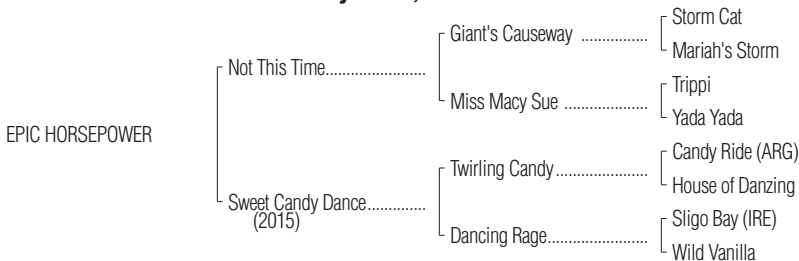 Storm Cat
Giant's Causeway ................
Mariah's Storm
Not This Time........................
Trippi
Miss Macy Sue ....................
Yada Yada
EPIC HORSEPOWER
Candy Ride (ARG)
Twirling Candy......................
House of Danzing
Sweet Candy Dance..............
(2015)
Sligo Bay (IRE)
Dancing Rage........................
Wild Vanilla